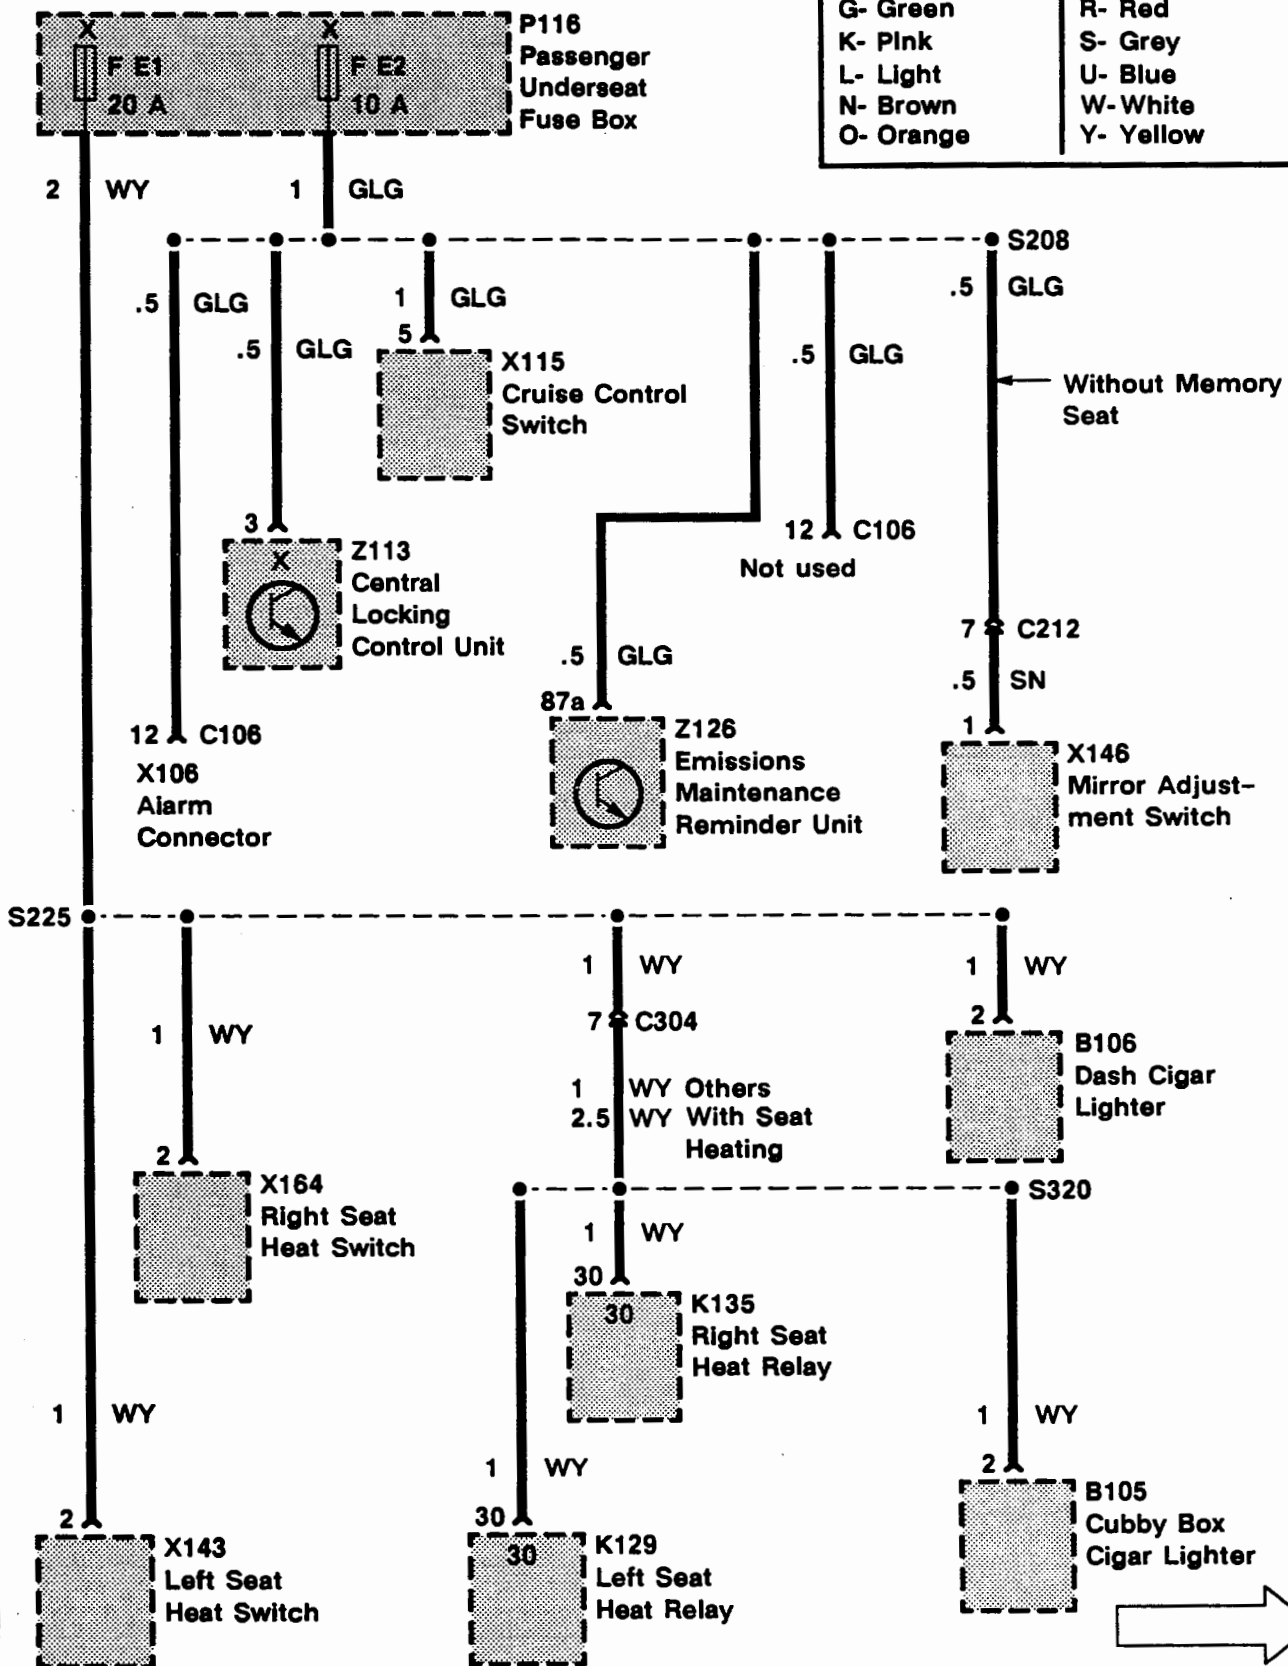 G- Green
K- Pink
L- Light
N- Brown
O- Orange
R- Red
S- Grey
U- Blue
W- White
Y- Yellow
X
F E1
20 A
X
F E2
10 A
P116
Passenger
Underseat
Fuse Box
2 WY
1 GLG
S208
.5 GLG
.5 GLG
1 GLG
5
X115
Cruise Control
Switch
.5 GLG
.5 GLG
Without Memory
Seat
3
X
Z113
Central
Locking
Control Unit
12 C106
Not used
7 C212
.5 SN
1
X146
Mirror Adjust-
ment Switch
.5 GLG
87a
Z126
Emissions
Maintenance
Reminder Unit
12 C106
X106
Alarm
Connector
S225
1 WY
2
X164
Right Seat
Heat Switch
1 WY
7 C304
1 WY Others
2.5 WY With Seat
Heating
1 WY
2
B106
Dash Cigar
Lighter
S320
1 WY
30
30
K135
Right Seat
Heat Relay
1 WY
2
X143
Left Seat
Heat Switch
1 WY
30
30
K129
Left Seat
Heat Relay
1 WY
2
B105
Cubby Box
Cigar Lighter